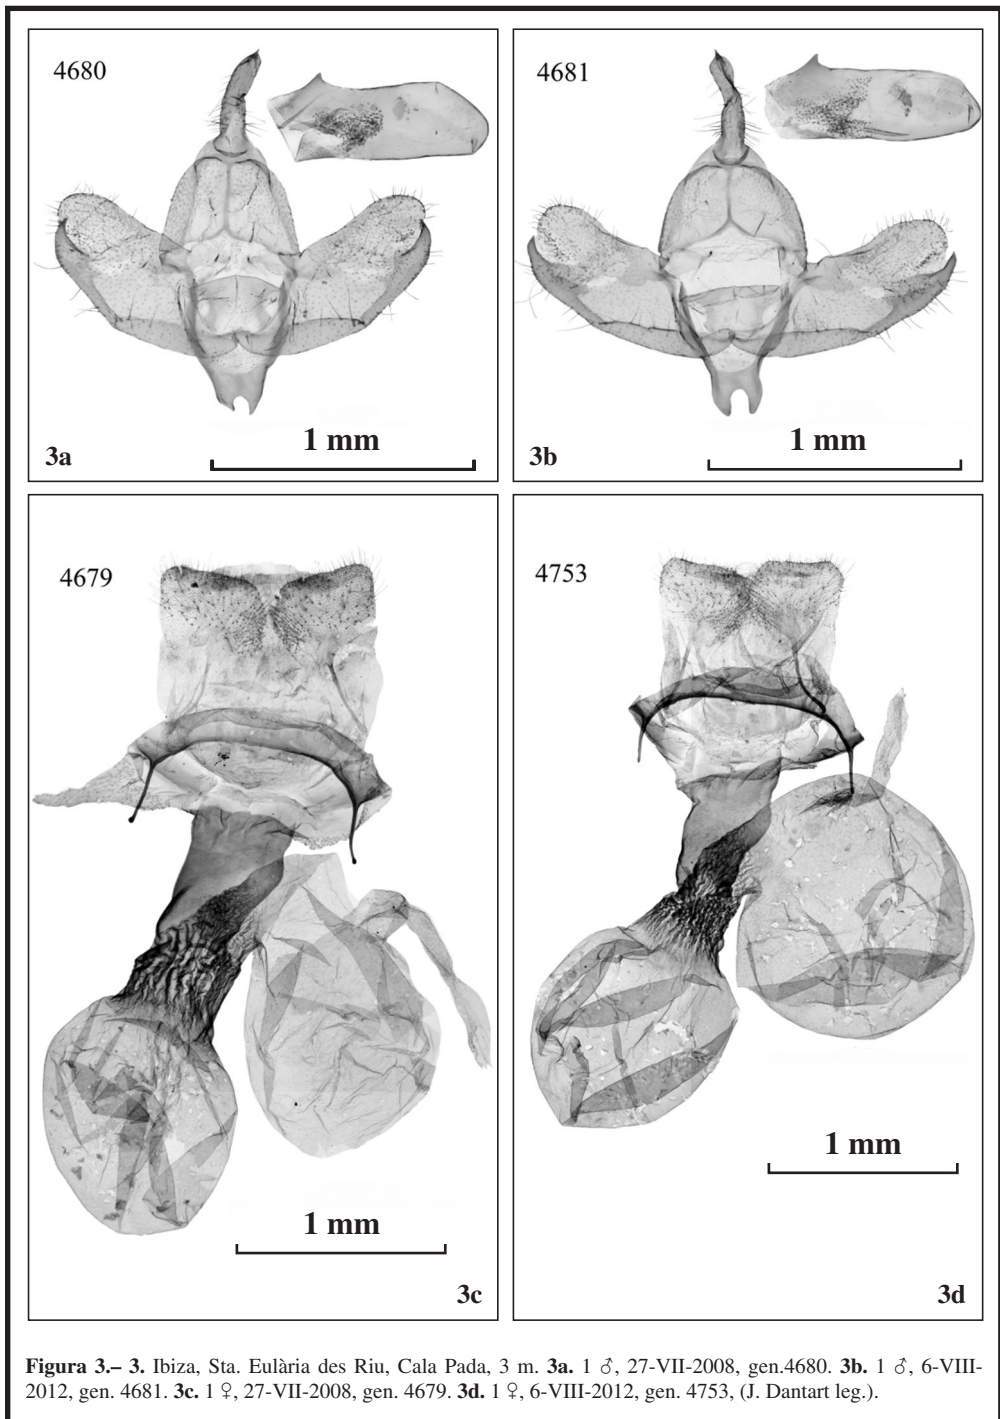 4680
1 mm
3a
4681
1 mm
3b
4679
1 mm
3c
4753
1 mm
3d
Figura 3.– 3. Ibiza, Sta. Eulària des Riu, Cala Pada, 3 m. 3a. 1 ♂, 27-VII-2008, gen.4680. 3b. 1 ♂, 6-VIII-
2012, gen. 4681. 3c. 1 ♀, 27-VII-2008, gen. 4679. 3d. 1 ♀, 6-VIII-2012, gen. 4753, (J. Dantart leg.).